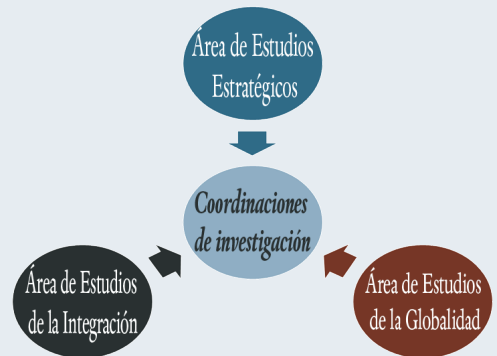 Área de Estudios
Estratégicos
Coordinaciones
de investigación
Área de Estudios
de la Integración
Área de Estudios
de la Globalidad